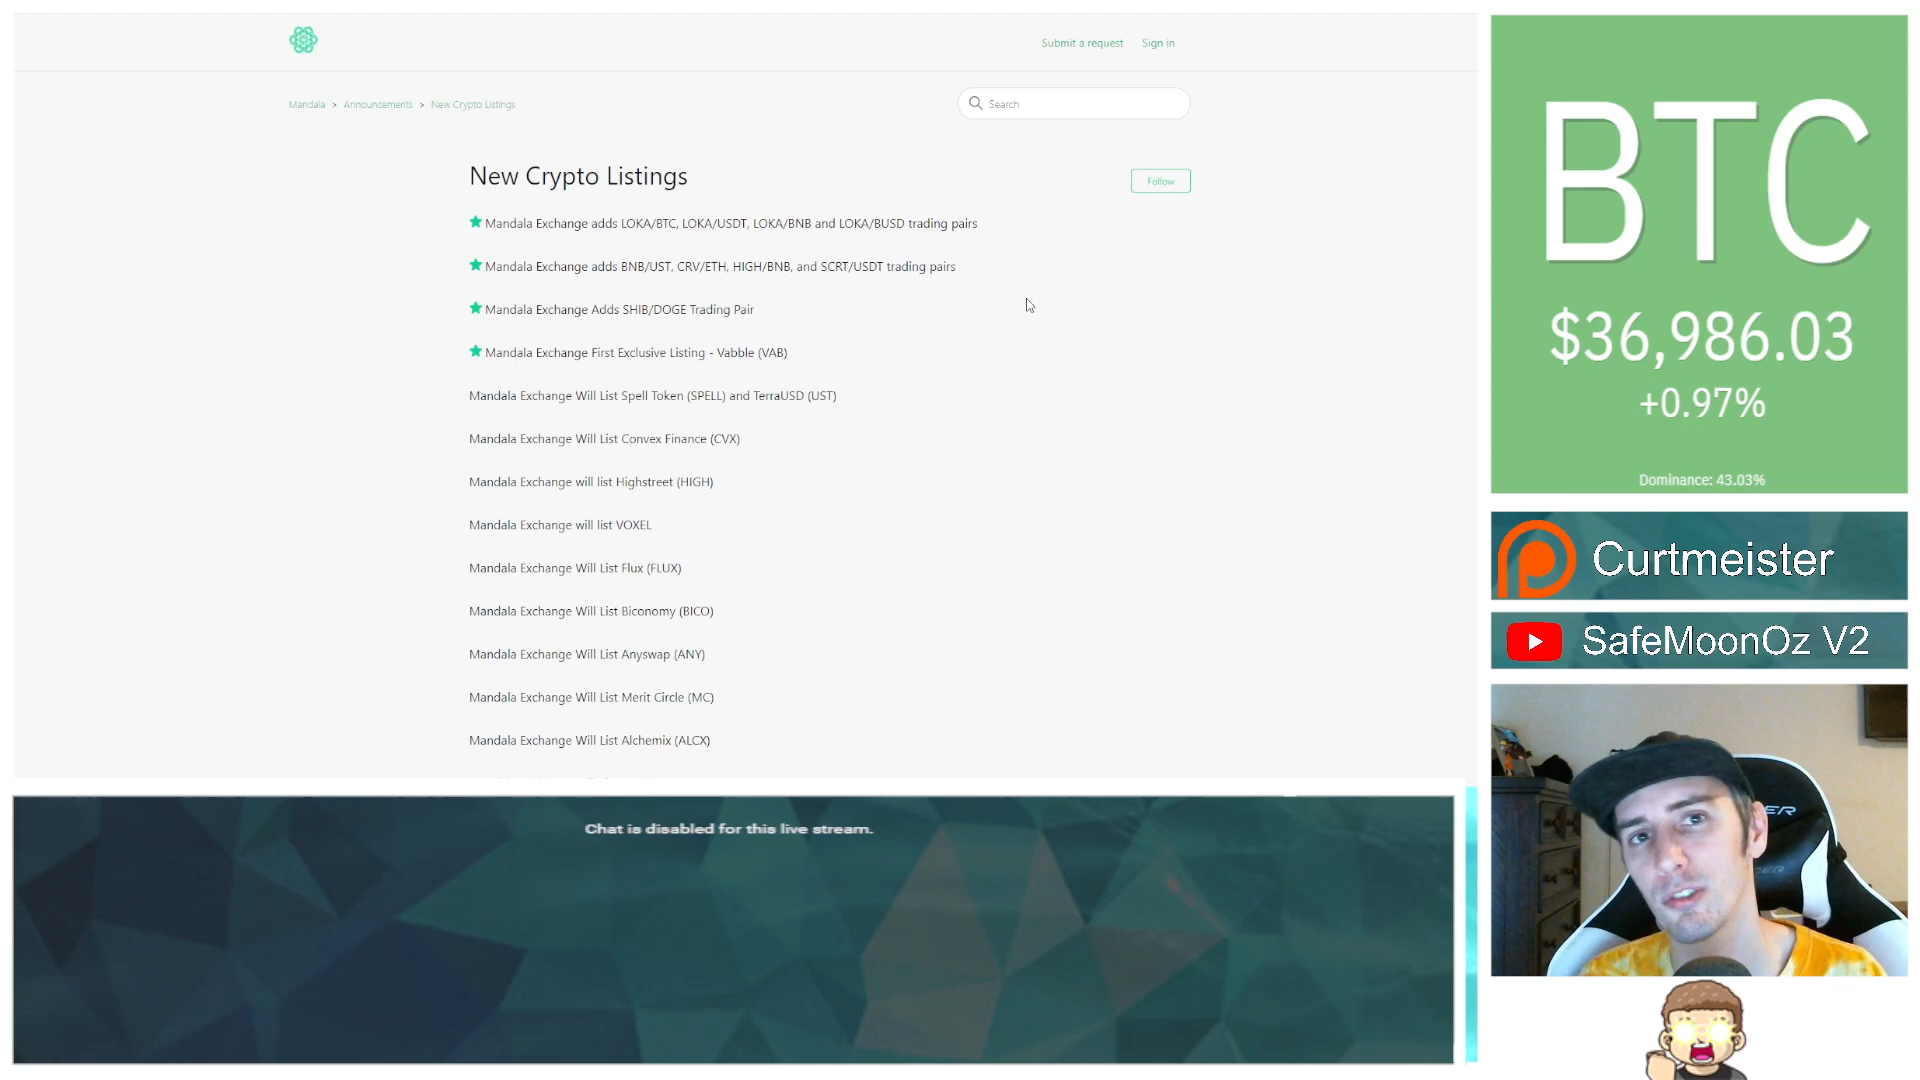 Submit a request
Sign in
Mandala > Announcements > New Crypto Listings
Search
New Crypto Listings
Follow
Mandala Exchange adds LOKA/BTC, LOKA/USDT, LOKA/BNB and LOKA/BUSD trading pairs
Mandala Exchange adds BNB/UST, CRV/ETH, HIGH/BNB, and SCRT/USDT trading pairs
Mandala Exchange Adds SHIB/DOGE Trading Pair
Mandala Exchange First Exclusive Listing - Vabble (VAB)
Mandala Exchange Will List Spell Token (SPELL) and TerraUSD (UST)
Mandala Exchange Will List Convex Finance (CVX)
Mandala Exchange will list Highstreet (HIGH)
Mandala Exchange will list VOXEL
Mandala Exchange Will List Flux (FLUX)
Mandala Exchange Will List Biconomy (BICO)
Mandala Exchange Will List Anyswap (ANY)
Mandala Exchange Will List Merit Circle (MC)
Mandala Exchange Will List Alchemix (ALCX)
Chat is disabled for this live stream.
BTC
$36,986.03
+0.97%
Dominance: 43.03%
Curtmeister
SafeMoonOz V2